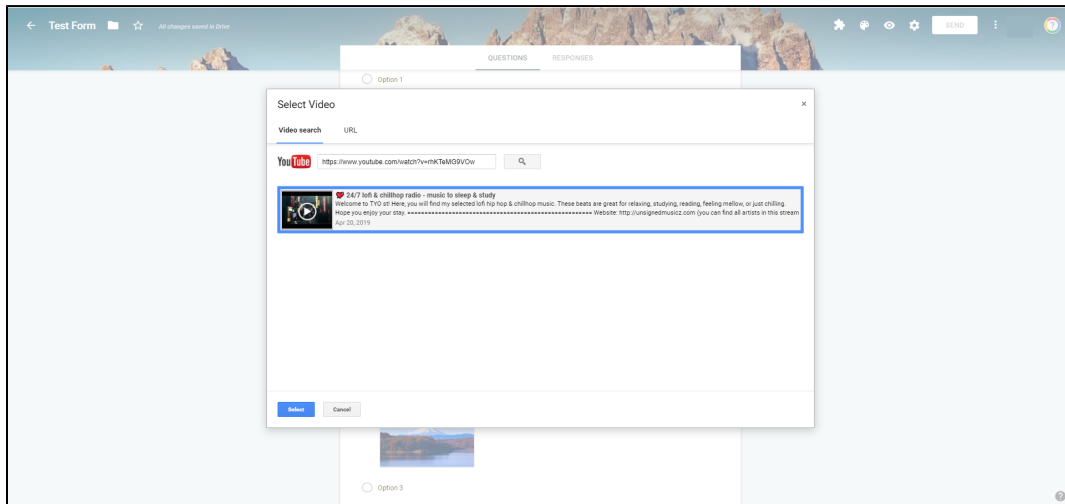 Test Form
All changes saved in Drive
SEND
QUESTIONS RESPONSES
Option 1
Select Video
×
Video search URL
YouTube https://www.youtube.com/watch?v=rhKTeMG9VOw
24/7 lofi & chillhop radio - music to sleep & study
Welcome to TYO st! Here, you will find my selected lofi hip hop & chillhop music. These beats are great for relaxing, studying, reading, feeling mellow, or just chilling.
Hope you enjoy your stay. ====================================================== Website: http://unsignedmusicz.com (you can find all artists in this stream
Apr 20, 2019
Select Cancel
Option 3